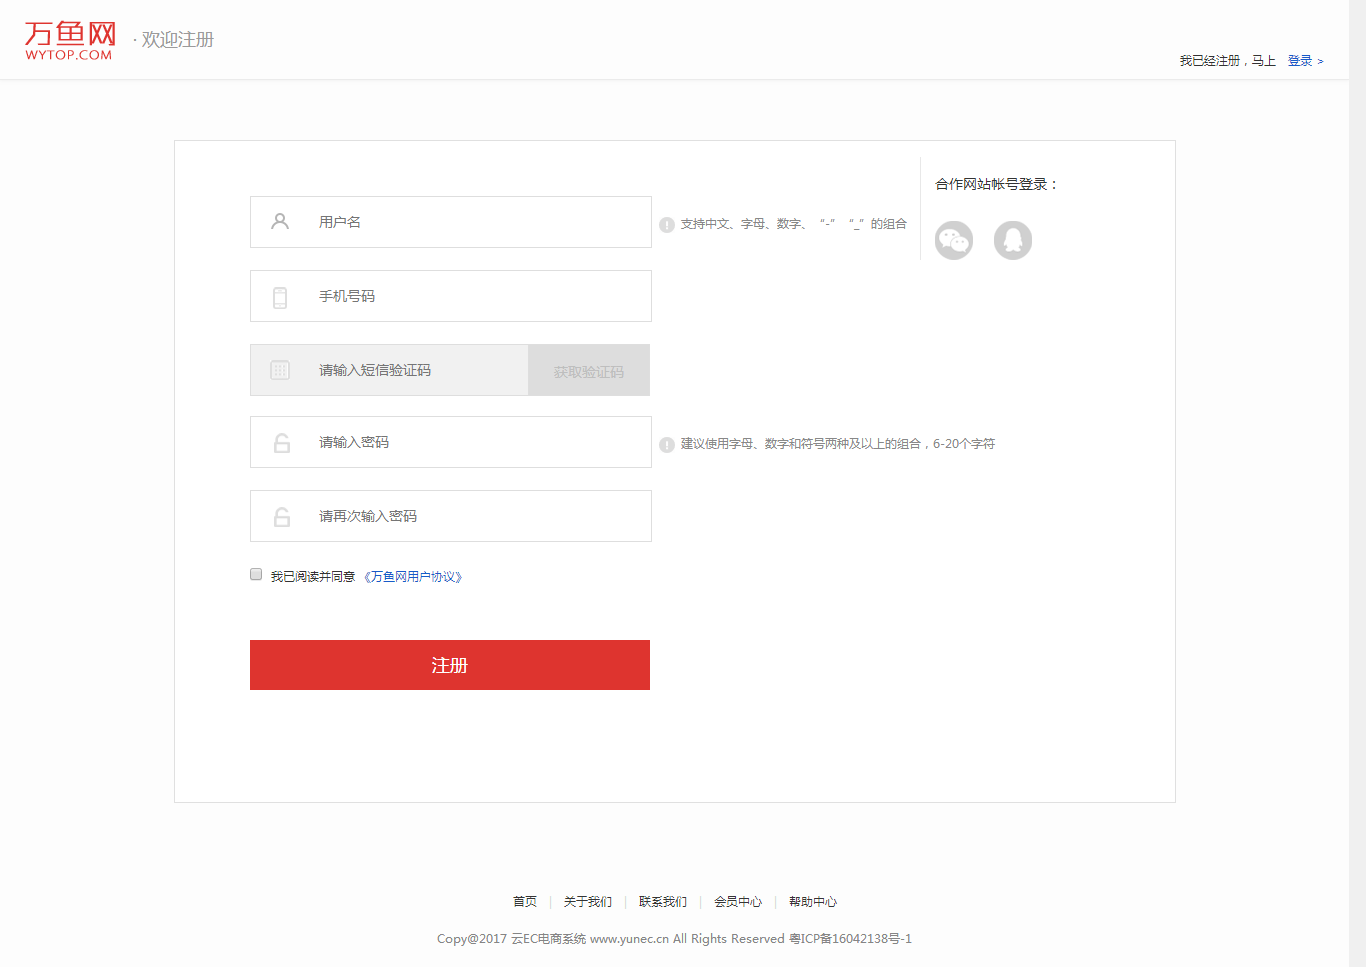 万鱼网
WYTOP.COM
· 欢迎注册
我已经注册，马上 登录 >
合作网站帐号登录：
用户名
支持中文、字母、数字、“-”“_”的组合
手机号码
请输入短信验证码
获取验证码
请输入密码
建议使用字母、数字和符号两种及以上的组合，6-20个字符
请再次输入密码
我已阅读并同意 《万鱼网用户协议》
注册
首页 | 关于我们 | 联系我们 | 会员中心 | 帮助中心
Copy@2017 云EC电商系统 www.yunec.cn All Rights Reserved 粤ICP备16042138号-1